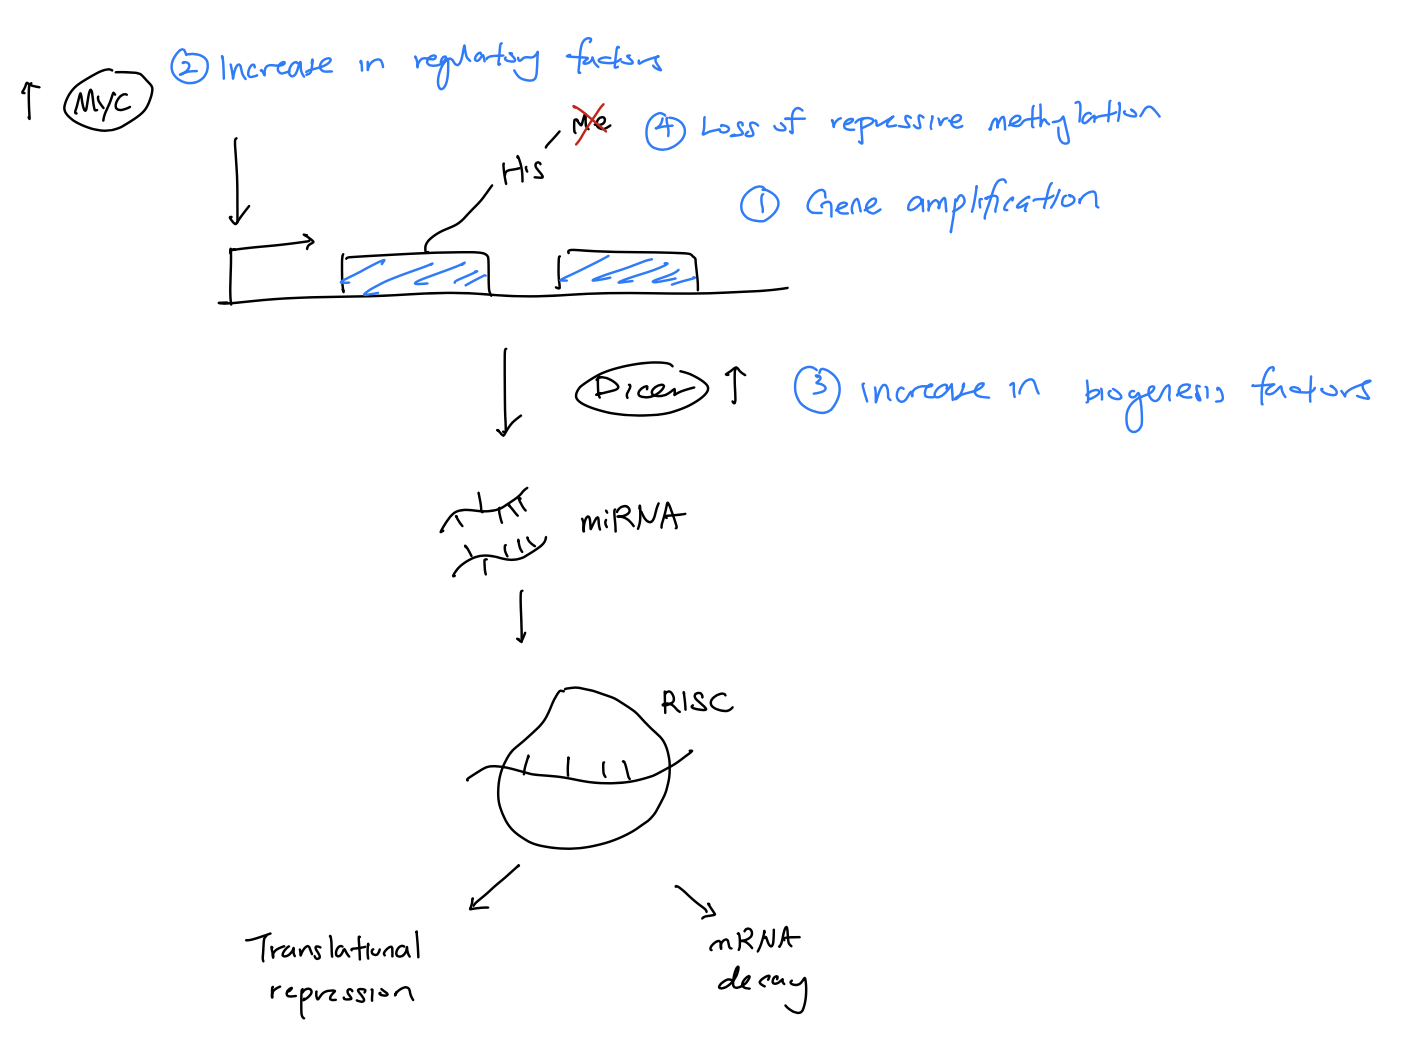 ② Increase in regulatory factors
↑ Myc
Me
④ Loss of repressive methylation
His
① Gene amplification
Dicer ↑
③ increase in biogenesis factors
miRNA
RISC
Translational
repression
mRNA
decay